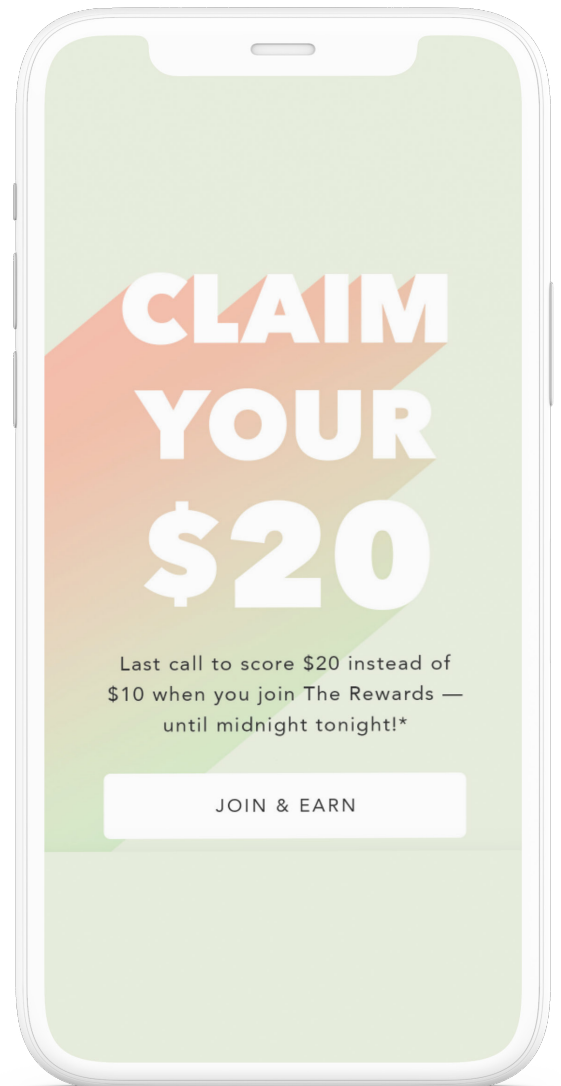 CLAIM
YOUR
$20
Last call to score $20 instead of
$10 when you join The Rewards —
until midnight tonight!*
JOIN & EARN